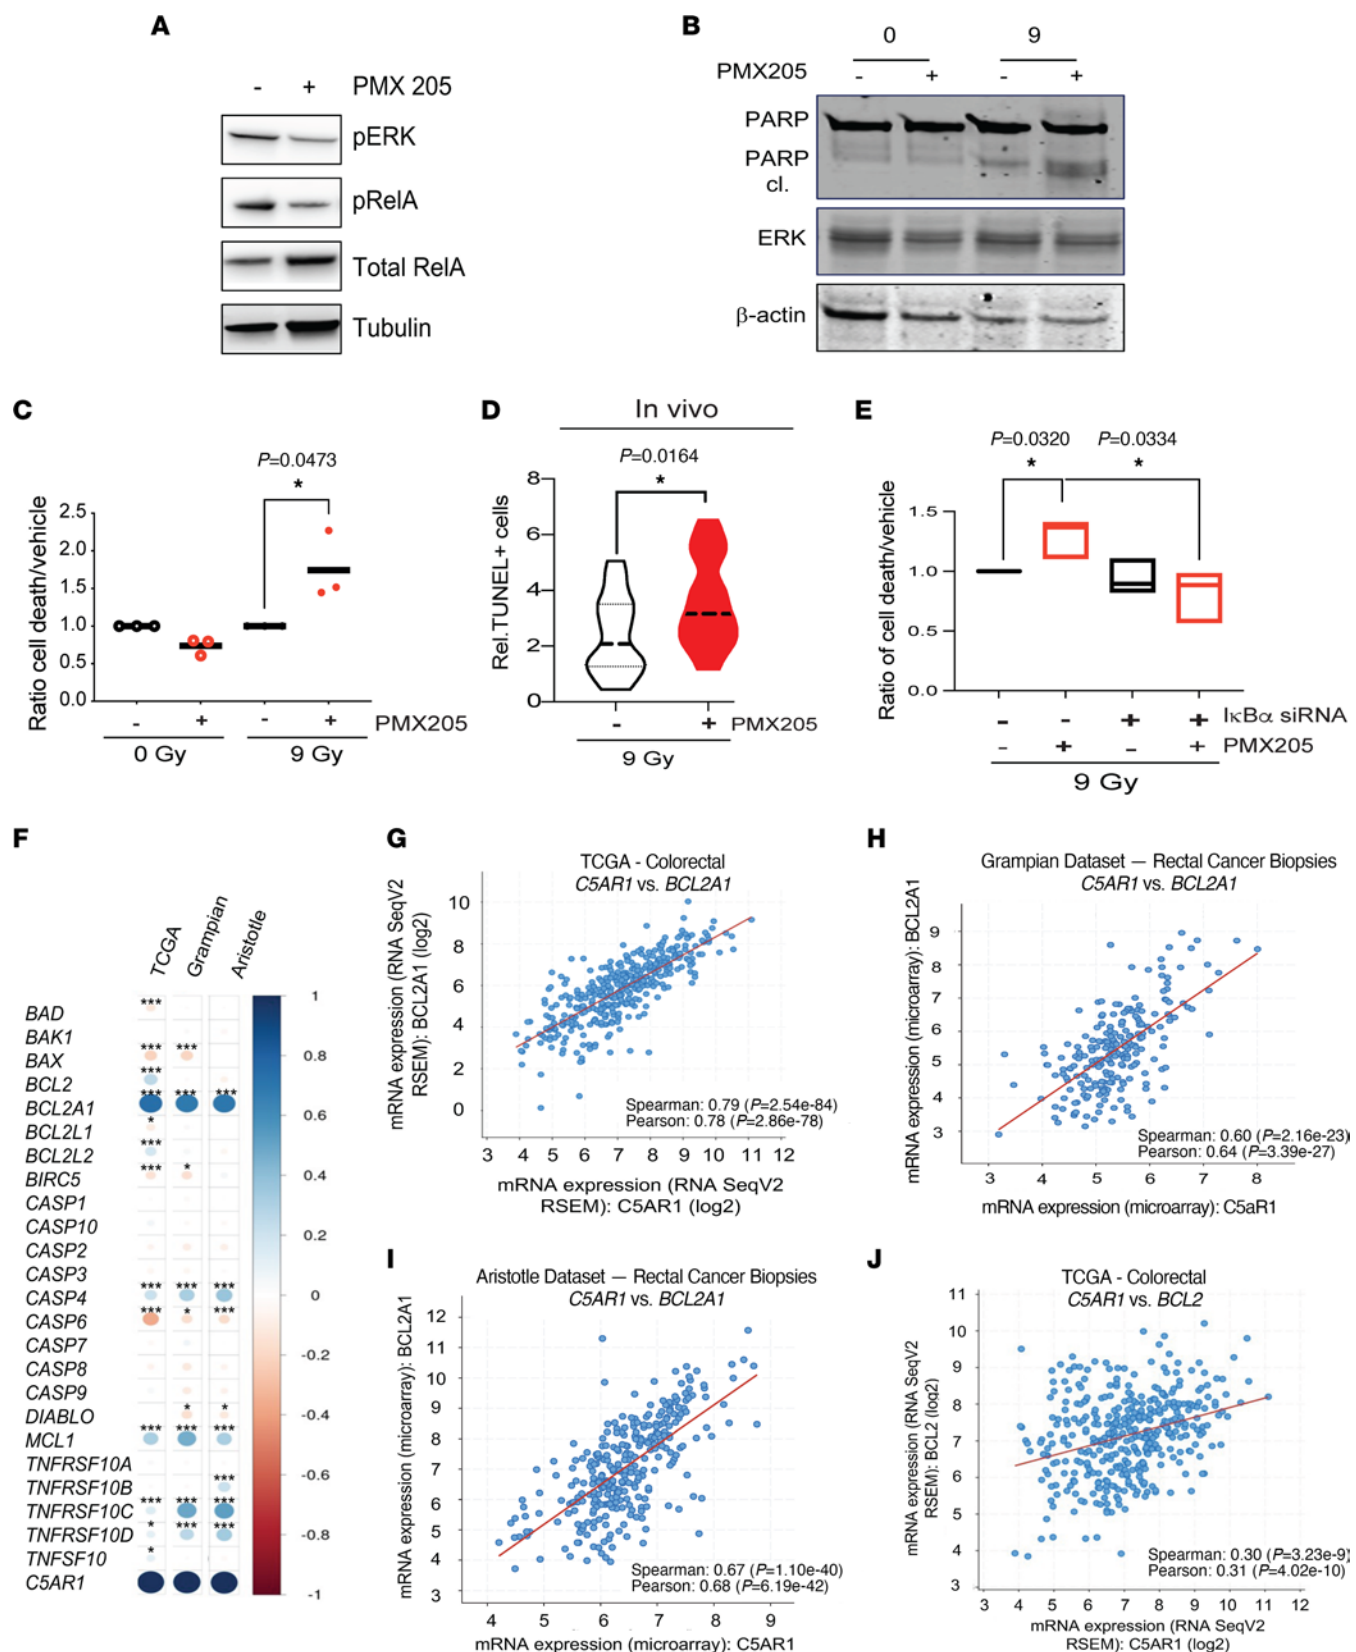 A
- + PMX 205
pERK
pRelA
Total RelA
Tubulin
B
0 9
PMX205 - + - +
PARP
PARP
cl.
ERK
β-actin
C
P=0.0473
*
Ratio cell death/vehicle
2.5
2.0
1.5
1.0
0.5
0.0
- + - + PMX205
0 Gy 9 Gy
D
In vivo
P=0.0164
*
Rel.TUNEL+ cells
8
6
4
2
0
- + PMX205
9 Gy
E
P=0.0320 P=0.0334
* *
Ratio of cell death/vehicle
1.5
1.0
0.5
0.0
- - + + IκBα siRNA
- + - + PMX205
9 Gy
F
TCGA
Grampian
Aristotle
BAD ***
BAK1
BAX *** ***
BCL2 ***
BCL2A1 *** *** ***
BCL2L1 *
BCL2L2 ***
BIRC5 *** *
CASP1
CASP10
CASP2
CASP3
CASP4 *** *** ***
CASP6 *** * ***
CASP7
CASP8
CASP9
DIABLO * *
MCL1 *** *** ***
TNFRSF10A
TNFRSF10B ***
TNFRSF10C *** *** ***
TNFRSF10D * *** ***
TNFSF10 *
C5AR1
1
0.8
0.6
0.4
0.2
0
-0.2
-0.4
-0.6
-0.8
-1
G
TCGA - Colorectal
C5AR1 vs. BCL2A1
mRNA expression (RNA SeqV2
RSEM): BCL2A1 (log2)
10
8
6
4
2
0
Spearman: 0.79 (P=2.54e-84)
Pearson: 0.78 (P=2.86e-78)
3 4 5 6 7 8 9 10 11 12
mRNA expression (RNA SeqV2
RSEM): C5AR1 (log2)
H
Grampian Dataset — Rectal Cancer Biopsies
C5AR1 vs. BCL2A1
mRNA expression (microarray): BCL2A1
9
8
7
6
5
4
3
Spearman: 0.60 (P=2.16e-23)
Pearson: 0.64 (P=3.39e-27)
3 4 5 6 7 8
mRNA expression (microarray): C5aR1
I
Aristotle Dataset — Rectal Cancer Biopsies
C5AR1 vs. BCL2A1
mRNA expression (microarray): BCL2A1
12
11
10
9
8
7
6
5
4
3
Spearman: 0.67 (P=1.10e-40)
Pearson: 0.68 (P=6.19e-42)
4 5 6 7 8 9
mRNA expression (microarray): C5AR1
J
TCGA - Colorectal
C5AR1 vs. BCL2
mRNA expression (RNA SeqV2
RSEM): BCL2 (log2)
11
10
9
8
7
6
5
4
3
Spearman: 0.30 (P=3.23e-9)
Pearson: 0.31 (P=4.02e-10)
3 4 5 6 7 8 9 10 11 12
mRNA expression (RNA SeqV2
RSEM): C5AR1 (log2)